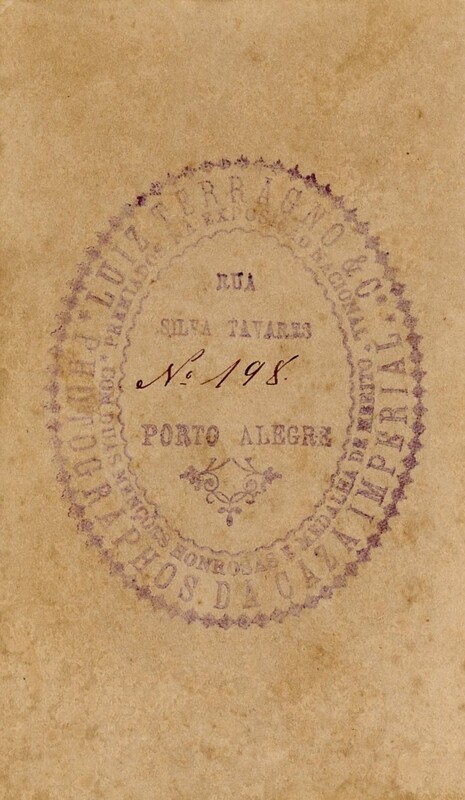 LUIZ TERRAGNO & C.ª
PHOTOGRAPHOS DA CAZA IMPERIAL
PREMIADOS NA EXPOSIÇÃO NACIONAL
COM DUAS MENÇOES HONROSAS E MEDALHA DE MERITO
RUA
SILVA TAVARES
Nº 198.
PORTO ALEGRE